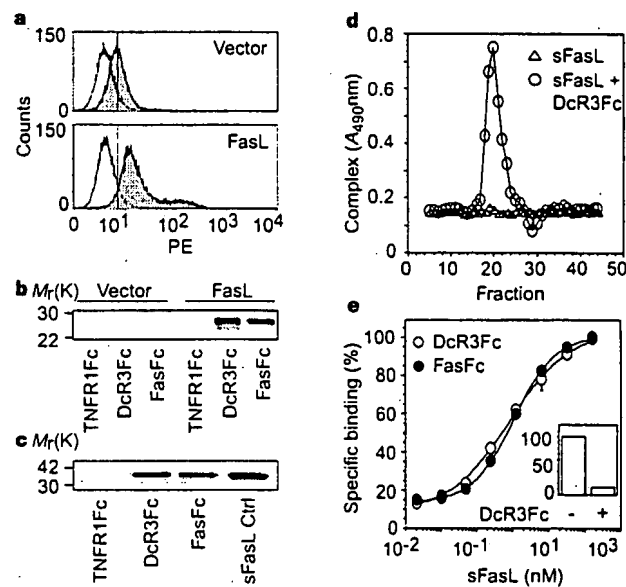 a
150
Vector
0
150
FasL
0
Counts
0 10¹ 10² 10³ 10⁴
PE
b Mr(K) Vector FasL
30
22
TNFR1Fc
DcR3Fc
FasFc
TNFR1Fc
DcR3Fc
FasFc
c Mr(K)
42
30
TNFR1Fc
DcR3Fc
FasFc
sFasL Ctrl
d
0.8
0.6
0.4
0.2
0
Complex (A490nm)
sFasL
sFasL +
DcR3Fc
0 10 20 30 40 50
Fraction
e
100
80
60
40
20
0
Specific binding (%)
DcR3Fc
FasFc
100
50
0
DcR3Fc - +
10⁻² 10⁰ 10² 10³
sFasL (nM)